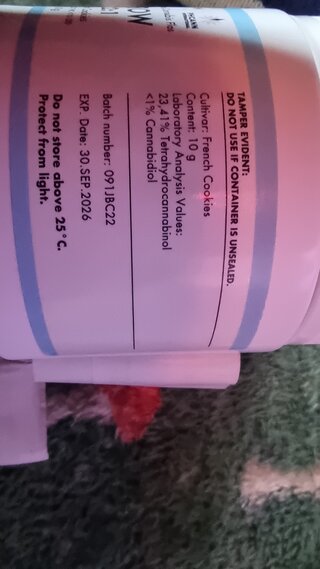 TAMPER EVIDENT:
DO NOT USE IF CONTAINER IS UNSEALED.
Cultivar: French Cookies
Content: 10 g
Laboratory Analysis Values:
23,41% Tetrahydrocannabinol
<1% Cannabidiol
Batch number: 091JBC22
EXP. Date: 30.SEP.2026
Do not store above 25°C.
Protect from light.